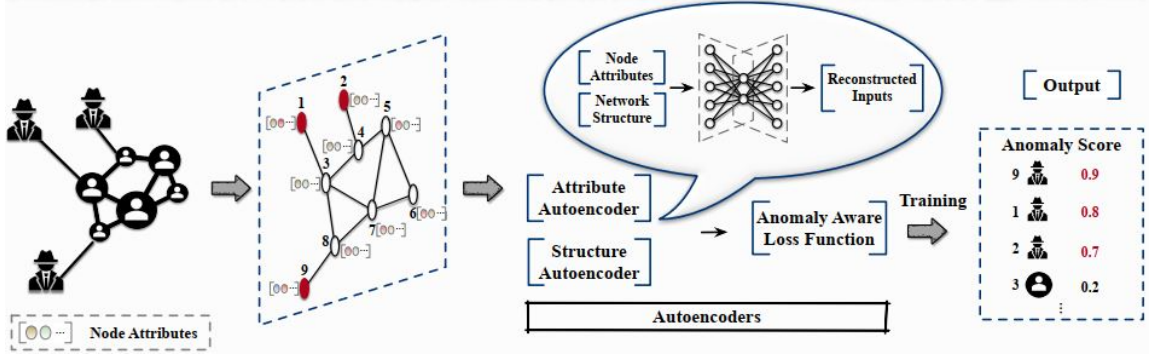 Node
Attributes
Network
Structure
Reconstructed
Inputs
Output
1
2
5
4
3
6
7
8
9
Attribute
Autoencoder
Structure
Autoencoder
Anomaly Aware
Loss Function
Training
Anomaly Score
9 0.9
1 0.8
2 0.7
3 0.2
⋮
[ ··· ] Node Attributes
Autoencoders